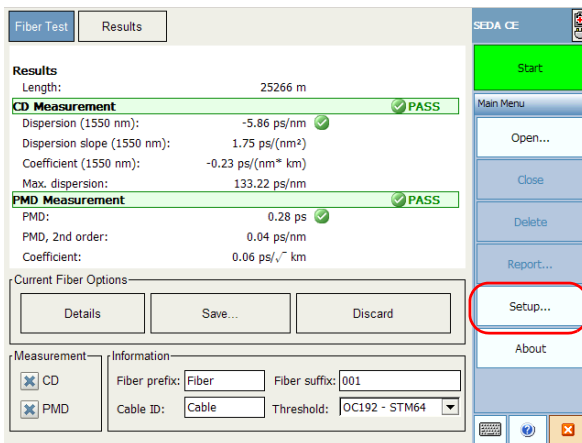 Fiber Test
Results
SEDA CE
Start
Results
Length: 25266 m
CD Measurement PASS
Dispersion (1550 nm): -5.86 ps/nm
Dispersion slope (1550 nm): 1.75 ps/(nm²)
Coefficient (1550 nm): -0.23 ps/(nm* km)
Max. dispersion: 133.22 ps/nm
PMD Measurement PASS
PMD: 0.28 ps
PMD, 2nd order: 0.04 ps/nm
Coefficient: 0.06 ps/√ km
Current Fiber Options
Details
Save...
Discard
Measurement
CD
PMD
Information
Fiber prefix: Fiber Fiber suffix: 001
Cable ID: Cable Threshold: OC192 - STM64
Main Menu
Open...
Close
Delete
Report...
Setup...
About